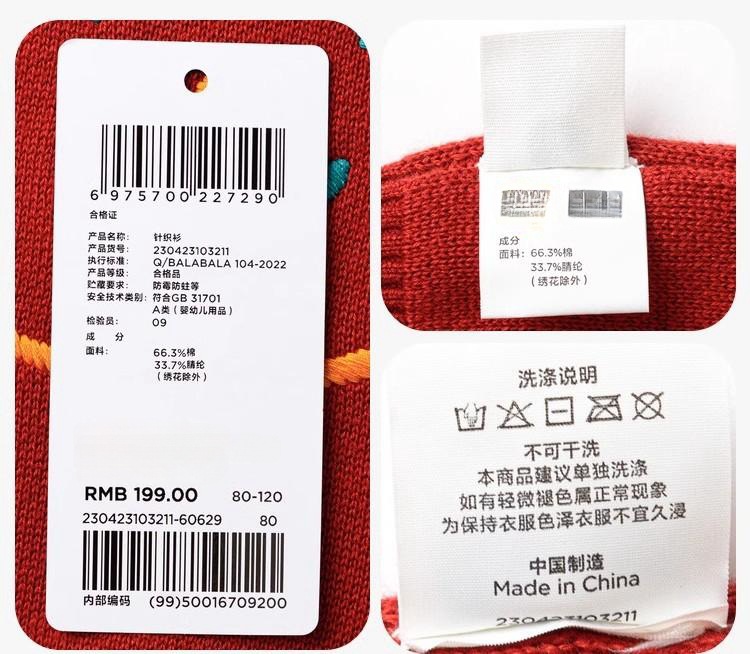 6 975700 227290
合格证
产品名称: 针织衫
产品货号: 230423103211
执行标准: Q/BALABALA 104-2022
产品等级: 合格品
贮藏要求: 防霉防蛀等
安全技术类别: 符合GB 31701
A类(婴幼儿用品)
检验员: 09
成 分
面料: 66.3%棉
33.7%腈纶
(绣花除外)
RMB 199.00 80-120
230423103211-60629 80
内部编码 (99)50016709200
成分
面料: 66.3%棉
33.7%腈纶
(绣花除外)
洗涤说明
不可干洗
本商品建议单独洗涤
如有轻微褪色属正常现象
为保持衣服色泽衣服不宜久浸
中国制造
Made in China
230423103211